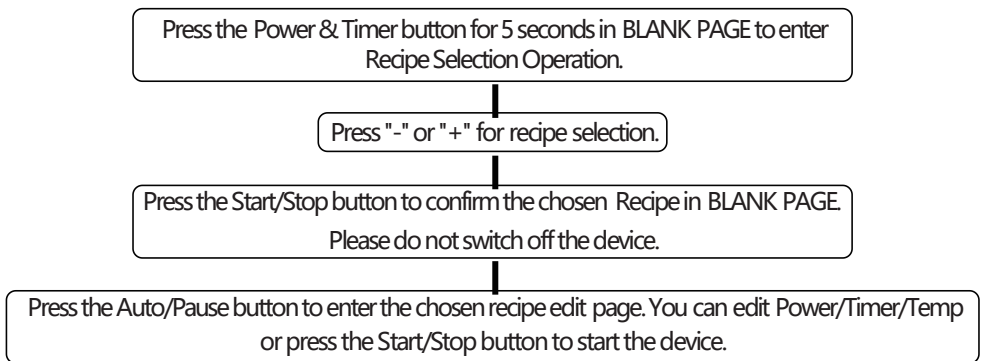 Press the Power & Timer button for 5 seconds in BLANK PAGE to enter
Recipe Selection Operation.
Press "-" or "+" for recipe selection.
Press the Start/Stop button to confirm the chosen Recipe in BLANK PAGE.
Please do not switch off the device.
Press the Auto/Pause button to enter the chosen recipe edit page. You can edit Power/Timer/Temp
or press the Start/Stop button to start the device.